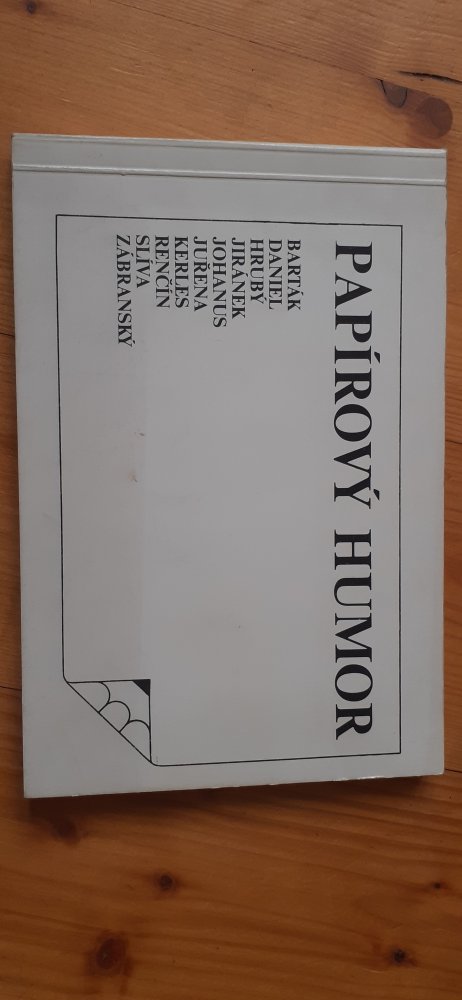 PAPÍROVÝ HUMOR
BARTÁK
DANIEL
HRUBÝ
JIRÁNEK
JOHANUS
JUŘENA
KERLES
RENČÍN
SLÍVA
ZÁBRANSKÝ